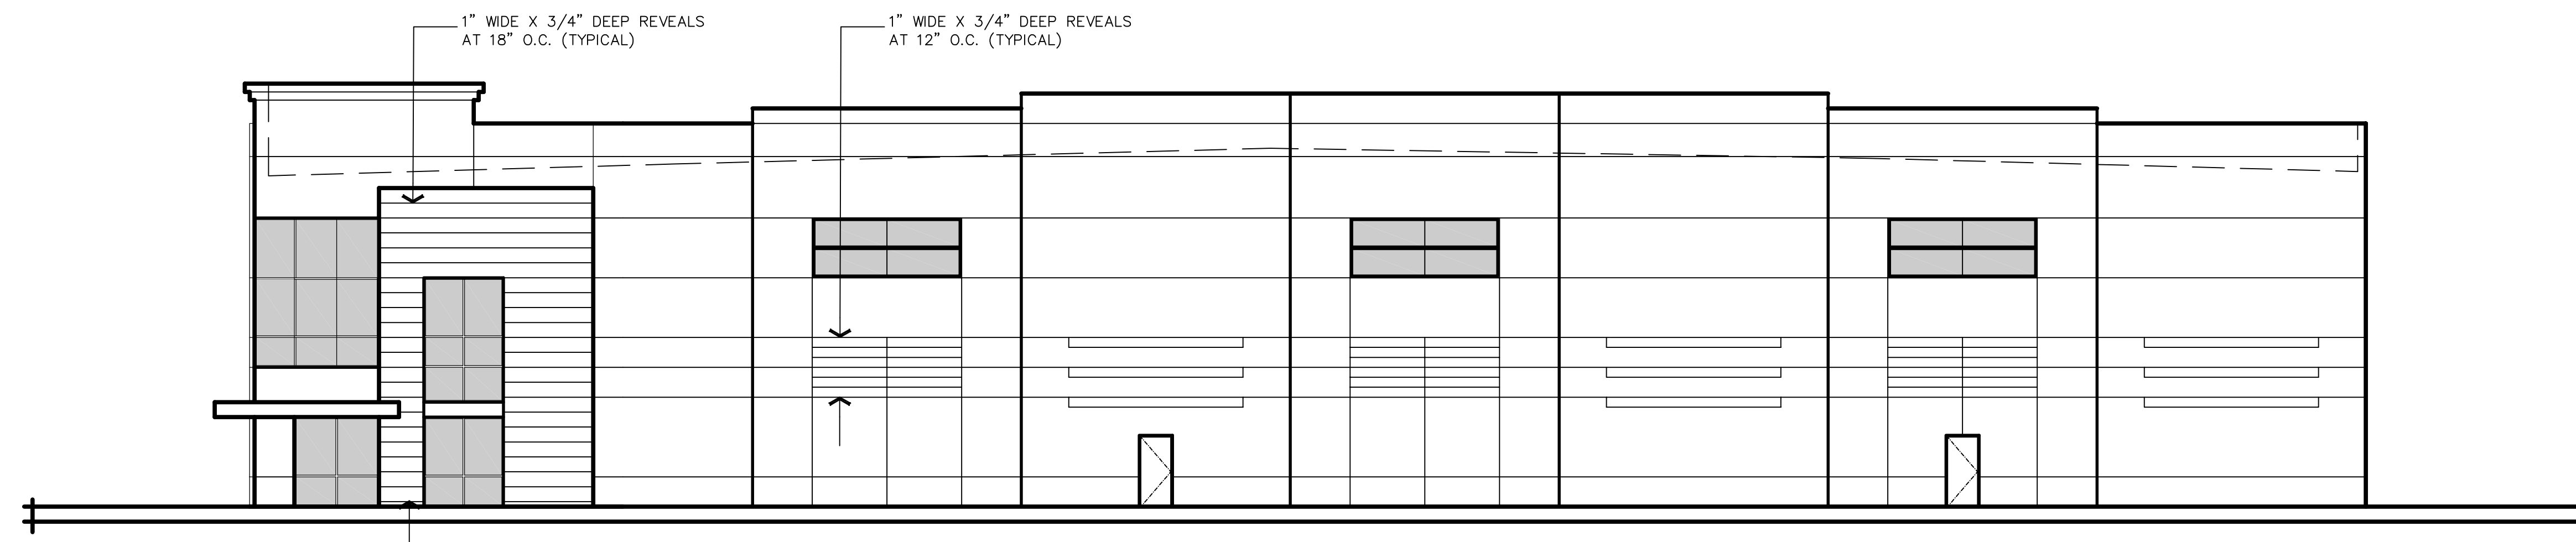 1” WIDE X 3/4” DEEP REVEALS
AT 18” O.C. (TYPICAL)
1” WIDE X 3/4” DEEP REVEALS
AT 12” O.C. (TYPICAL)